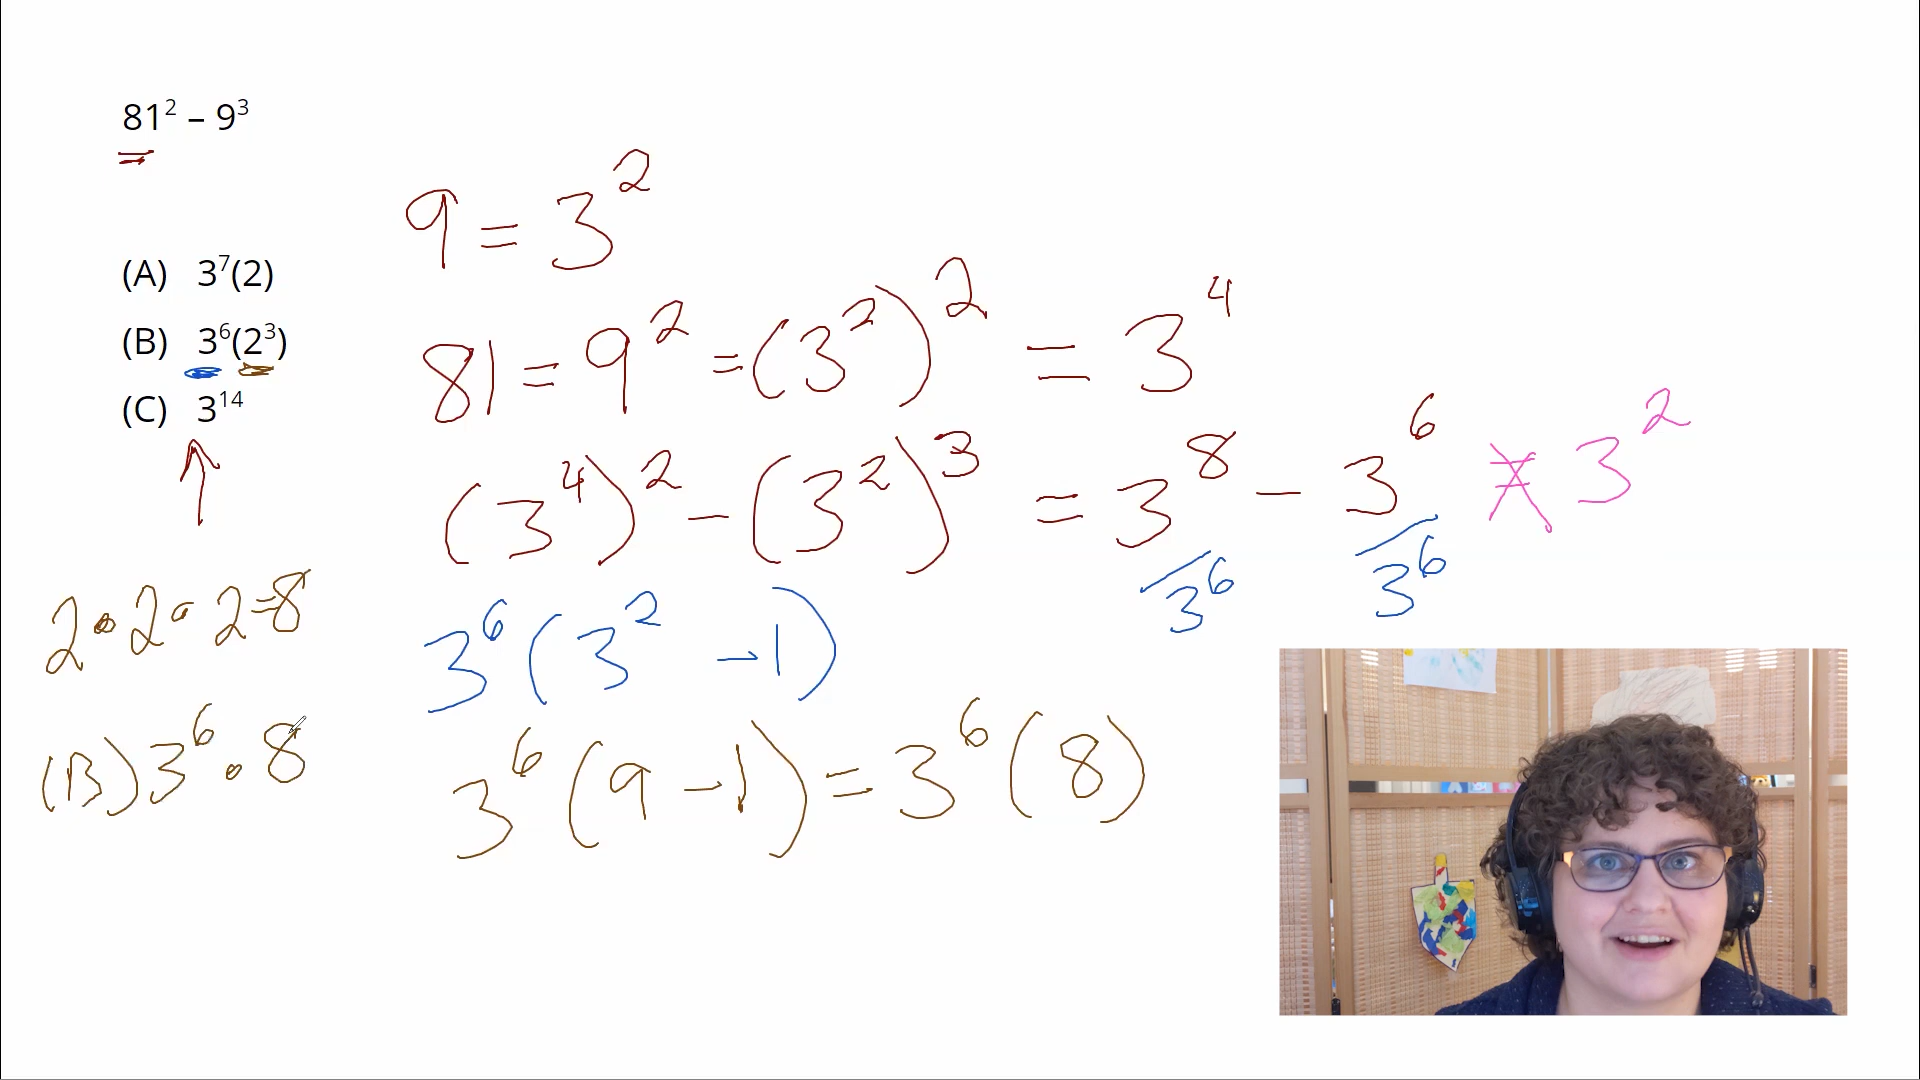 81² – 9³
(A) 3⁷(2)
(B) 3⁶(2³)
(C) 3¹⁴
9 = 3²
81 = 9² = (3²)² = 3⁴
(3⁴)² – (3²)³ = 3⁸ – 3⁶ ≠ 3²
3⁶ 3⁶
3⁶(3² – 1)
3⁶(9 – 1) = 3⁶(8)
2 · 2 · 2 = 8
(B) 3⁶ · 8